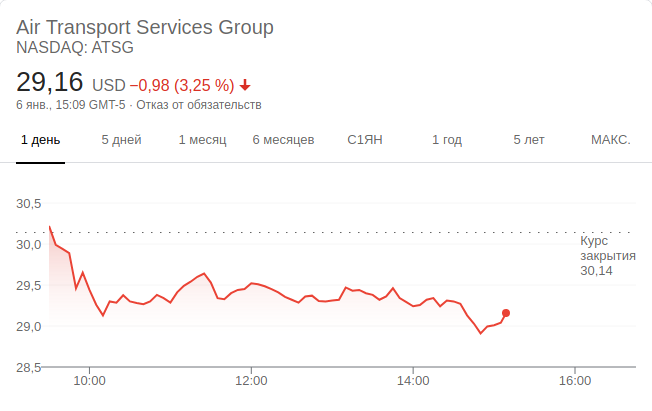 Air Transport Services Group
NASDAQ: ATSG
29,16 USD −0,98 (3,25 %)
6 янв., 15:09 GMT-5 · Отказ от обязательств
1 день 5 дней 1 месяц 6 месяцев С1ЯН 1 год 5 лет МАКС.
30,5
30,0
29,5
29,0
28,5
Курс
закрытия
30,14
10:00 12:00 14:00 16:00